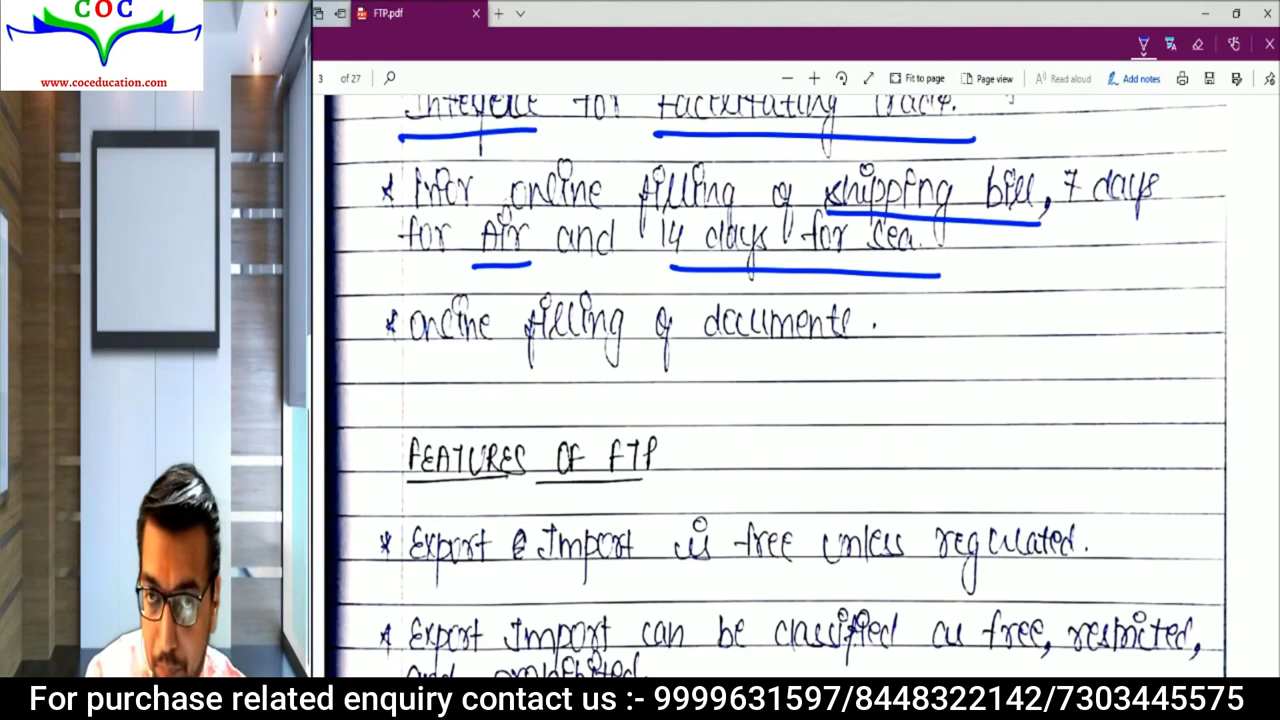 COC
www.coceducation.com
FTP.pdf
3 of 27
Fit to page
Page view
Read aloud
Add notes
Interface for facilitating trade.
* Prior online filling of shipping bill, 7 days
for Air and 14 days for sea.
* online filling of documents.
FEATURES OF FTP
* Export & Import is free unless regulated.
* Export Import can be classified as free, restricted,
and prohibited.
For purchase related enquiry contact us :- 9999631597/8448322142/7303445575